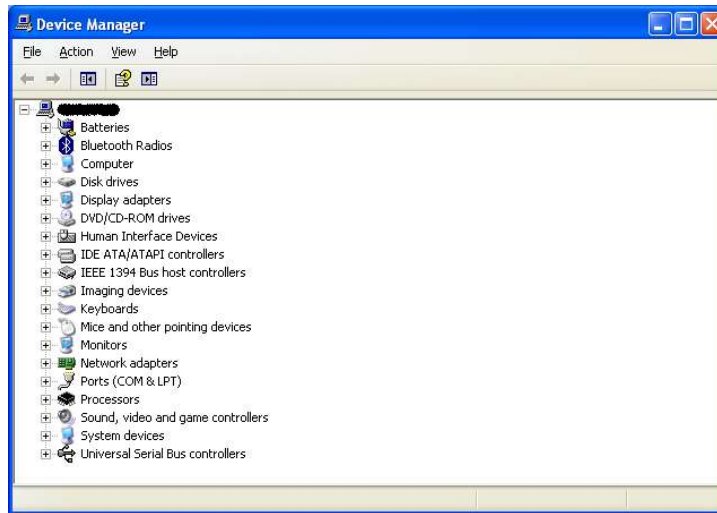 Device Manager
File Action View Help
Batteries
Bluetooth Radios
Computer
Disk drives
Display adapters
DVD/CD-ROM drives
Human Interface Devices
IDE ATA/ATAPI controllers
IEEE 1394 Bus host controllers
Imaging devices
Keyboards
Mice and other pointing devices
Monitors
Network adapters
Ports (COM & LPT)
Processors
Sound, video and game controllers
System devices
Universal Serial Bus controllers